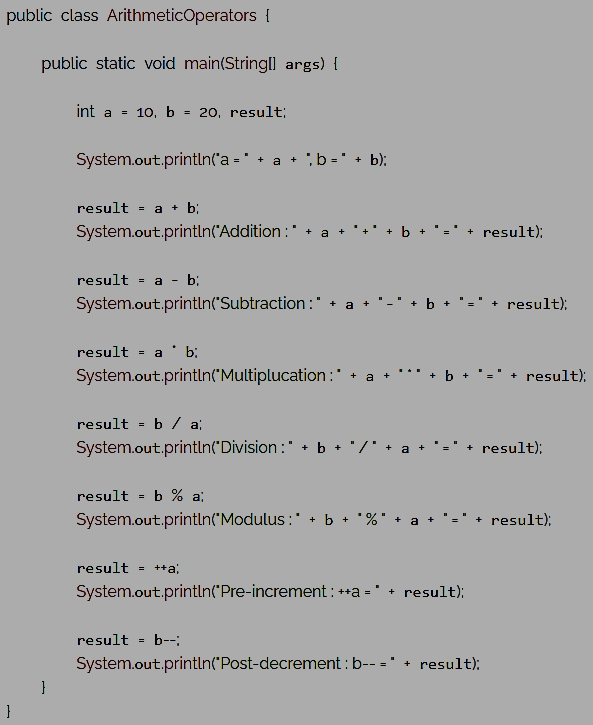 public class ArithmeticOperators {
public static void main(String[] args) {
int a = 10, b = 20, result;
System.out.println("a = " + a + ", b = " + b);
result = a + b;
System.out.println("Addition : " + a + " + " + b + " = " + result);
result = a - b;
System.out.println("Subtraction : " + a + " - " + b + " = " + result);
result = a * b;
System.out.println("Multiplucation : " + a + " * " + b + " = " + result);
result = b / a;
System.out.println("Division : " + b + " / " + a + " = " + result);
result = b % a;
System.out.println("Modulus : " + b + " % " + a + " = " + result);
result = ++a;
System.out.println("Pre-increment : ++a = " + result);
result = b--;
System.out.println("Post-decrement : b-- = " + result);
}
}